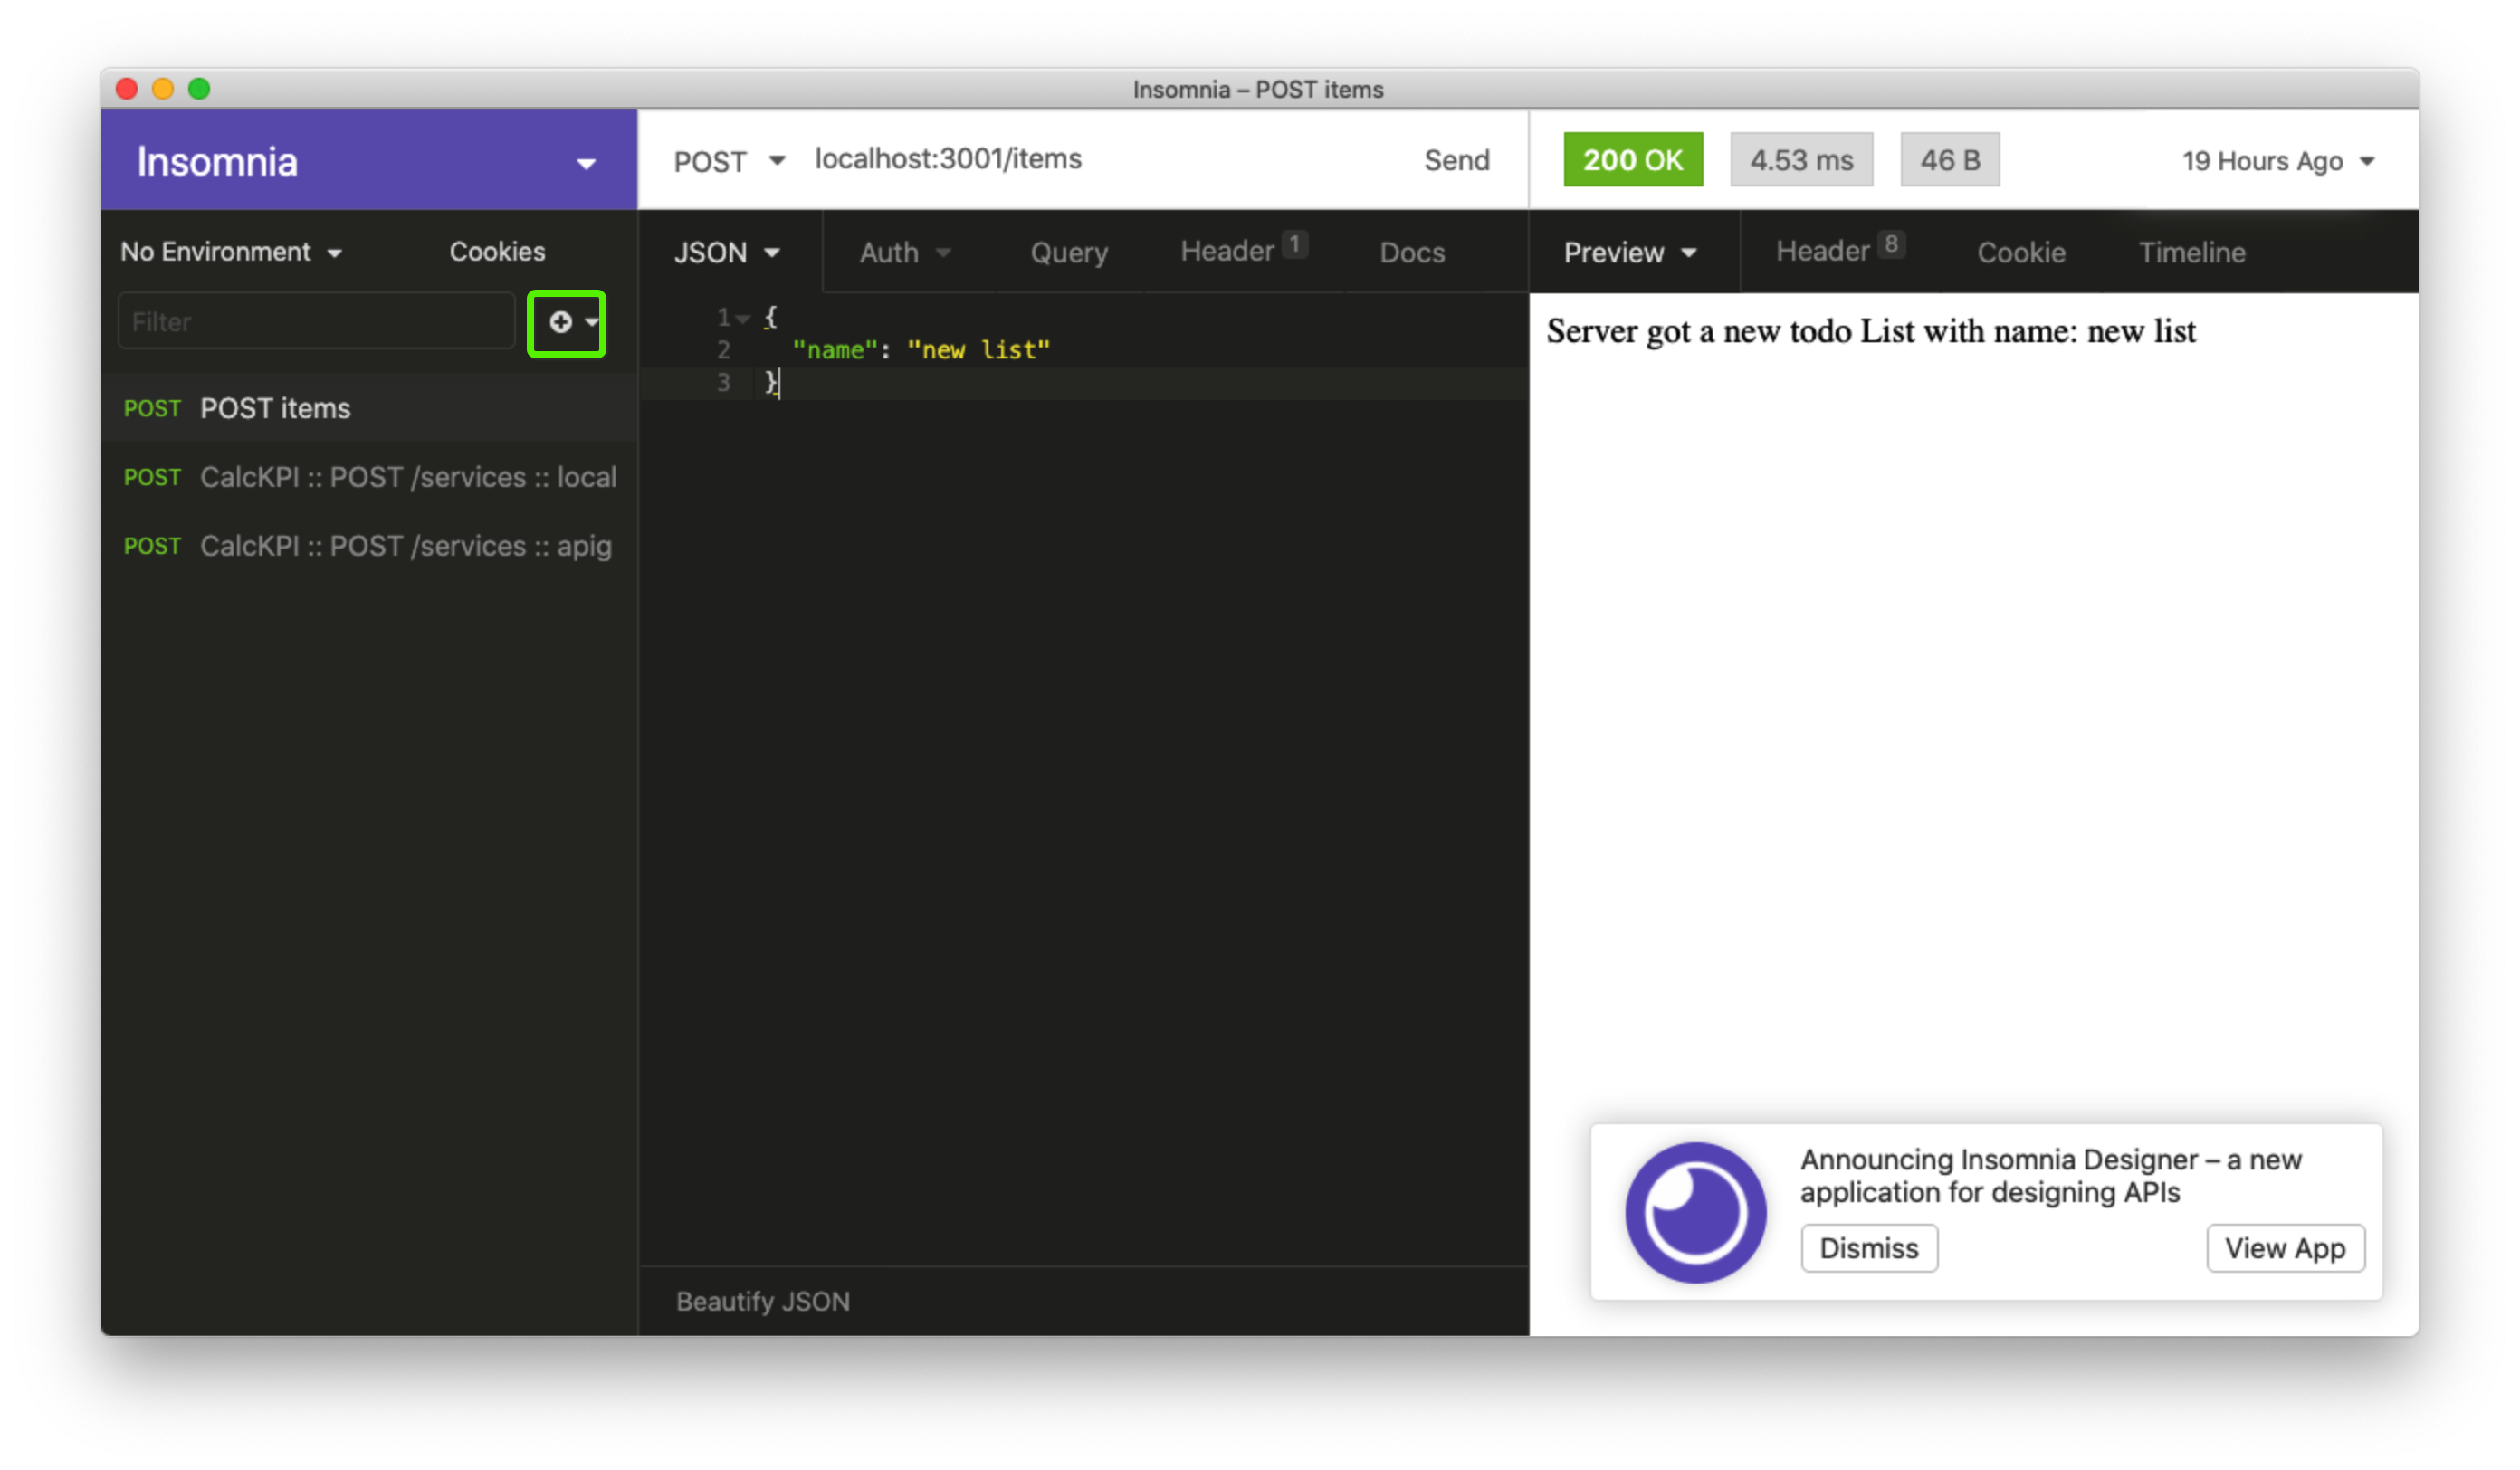 Insomnia – POST items
Insomnia
POST localhost:3001/items Send
200 OK 4.53 ms 46 B 19 Hours Ago
No Environment Cookies
JSON Auth Query Header 1 Docs
Preview Header 8 Cookie Timeline
Filter
POST POST items
POST CalcKPI :: POST /services :: local
POST CalcKPI :: POST /services :: apig
1 {
2 "name": "new list"
3 }
Beautify JSON
Server got a new todo List with name: new list
Announcing Insomnia Designer – a new
application for designing APIs
Dismiss View App